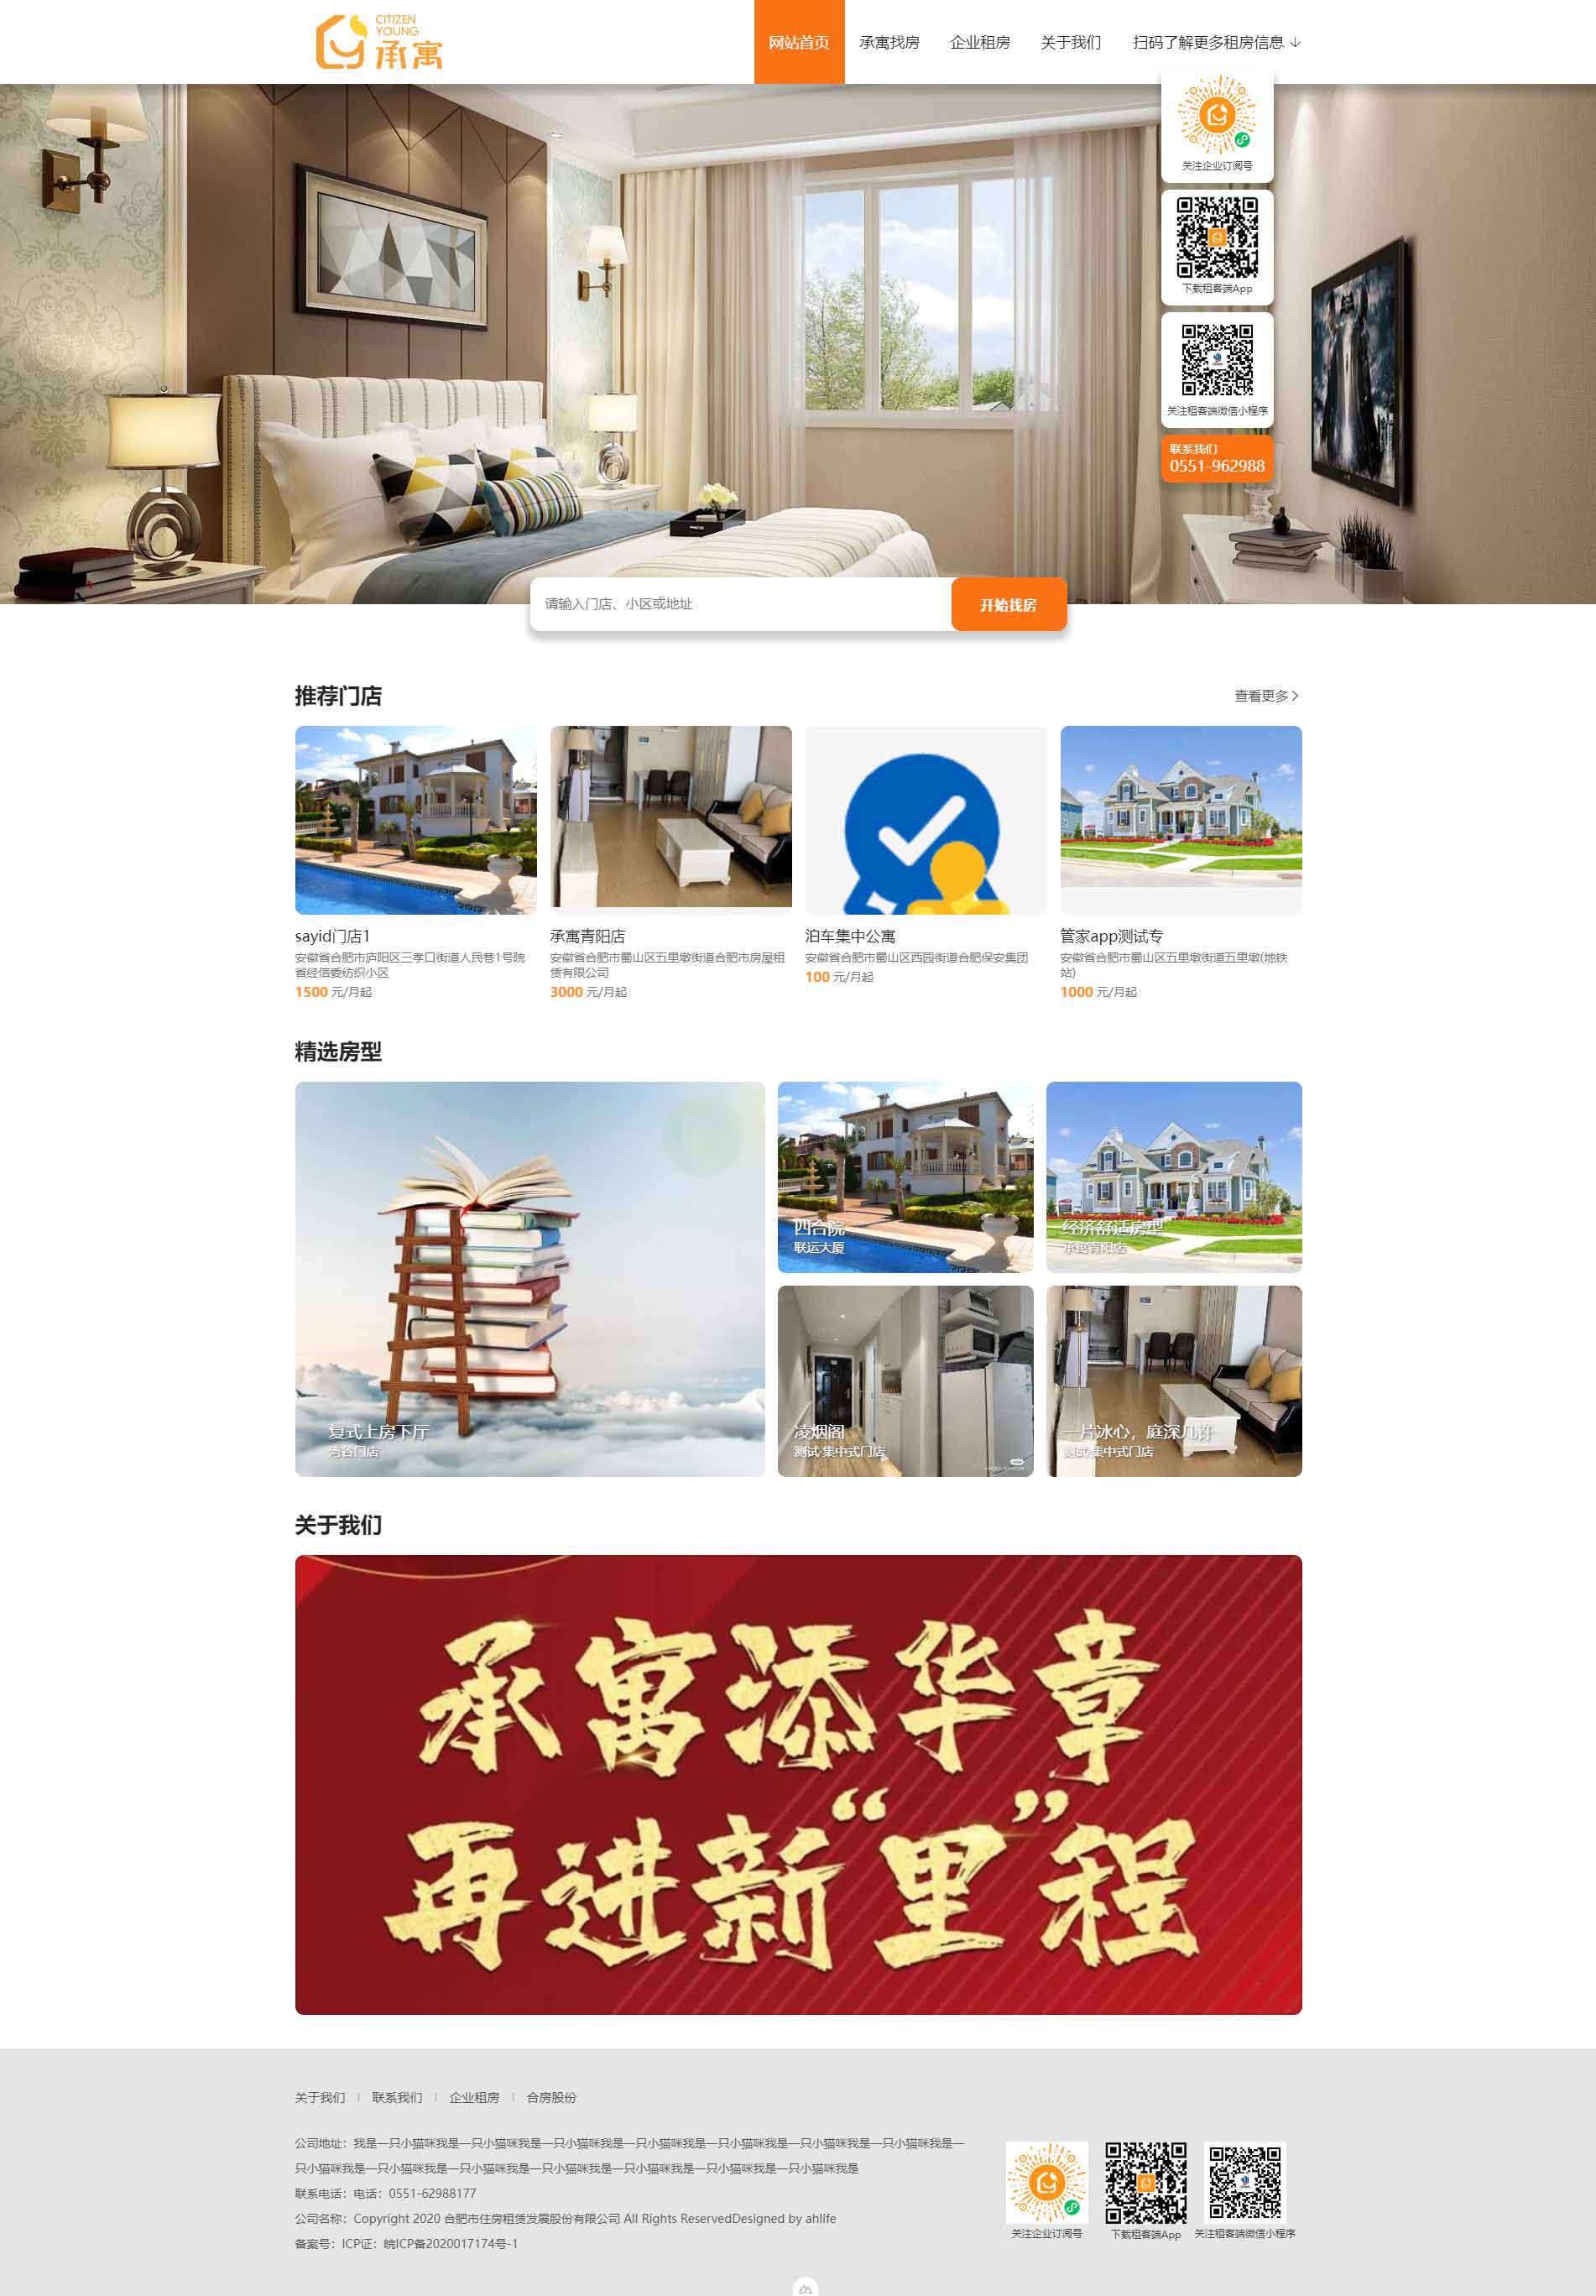 CITIZEN
YOUNG
承寓
网站首页 承寓找房 企业租房 关于我们 扫码了解更多租房信息
关注企业订阅号
下载租客端App
关注租客端微信小程序
联系我们
0551-962988
请输入门店、小区或地址 开始找房
推荐门店 查看更多
sayid门店1
安徽省合肥市庐阳区三孝口街道人民巷1号院
省经信委纺织小区
1500 元/月起
承寓青阳店
安徽省合肥市蜀山区五里墩街道合肥市房屋租
赁有限公司
3000 元/月起
泊车集中公寓
安徽省合肥市蜀山区西园街道合肥保安集团
100 元/月起
管家app测试专
安徽省合肥市蜀山区五里墩街道五里墩(地铁
站)
1000 元/月起
精选房型
复式上房下厅
湾谷门店
四合院
联运大厦
经济舒适房型
承寓青阳店
凌烟阁
测试-集中式门店
一片冰心，庭深几许
测试-集中式门店
关于我们
承寓添华章
再进新“里”程
关于我们 | 联系我们 | 企业租房 | 合房股份
公司地址：我是一只小猫咪我是一只小猫咪我是一只小猫咪我是一只小猫咪我是一只小猫咪我是一只小猫咪我是一只小猫咪我是一
只小猫咪我是一只小猫咪我是一只小猫咪我是一只小猫咪我是一只小猫咪我是一只小猫咪我是一只小猫咪我是
联系电话：电话：0551-62988177
公司名称：Copyright 2020 合肥市住房租赁发展股份有限公司 All Rights ReservedDesigned by ahlife
备案号：ICP证：皖ICP备2020017174号-1
关注企业订阅号
下载租客端App
关注租客端微信小程序